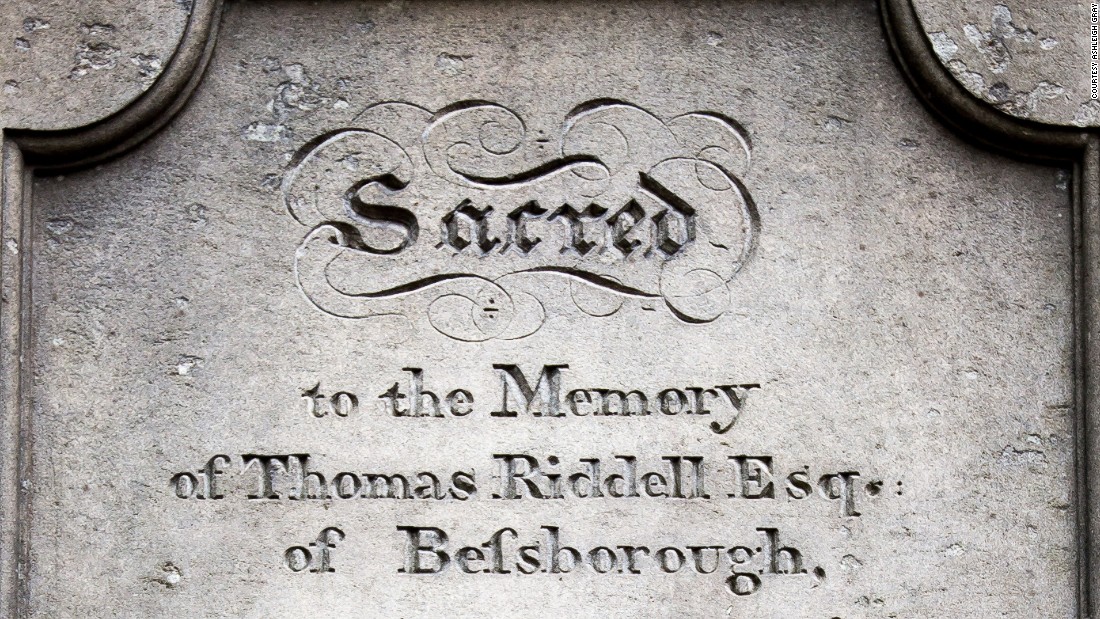 Sacred
to the Memory
of Thomas Riddell Esq.:
of Beſsborough,
COURTESY ASHLEIGH GRAY